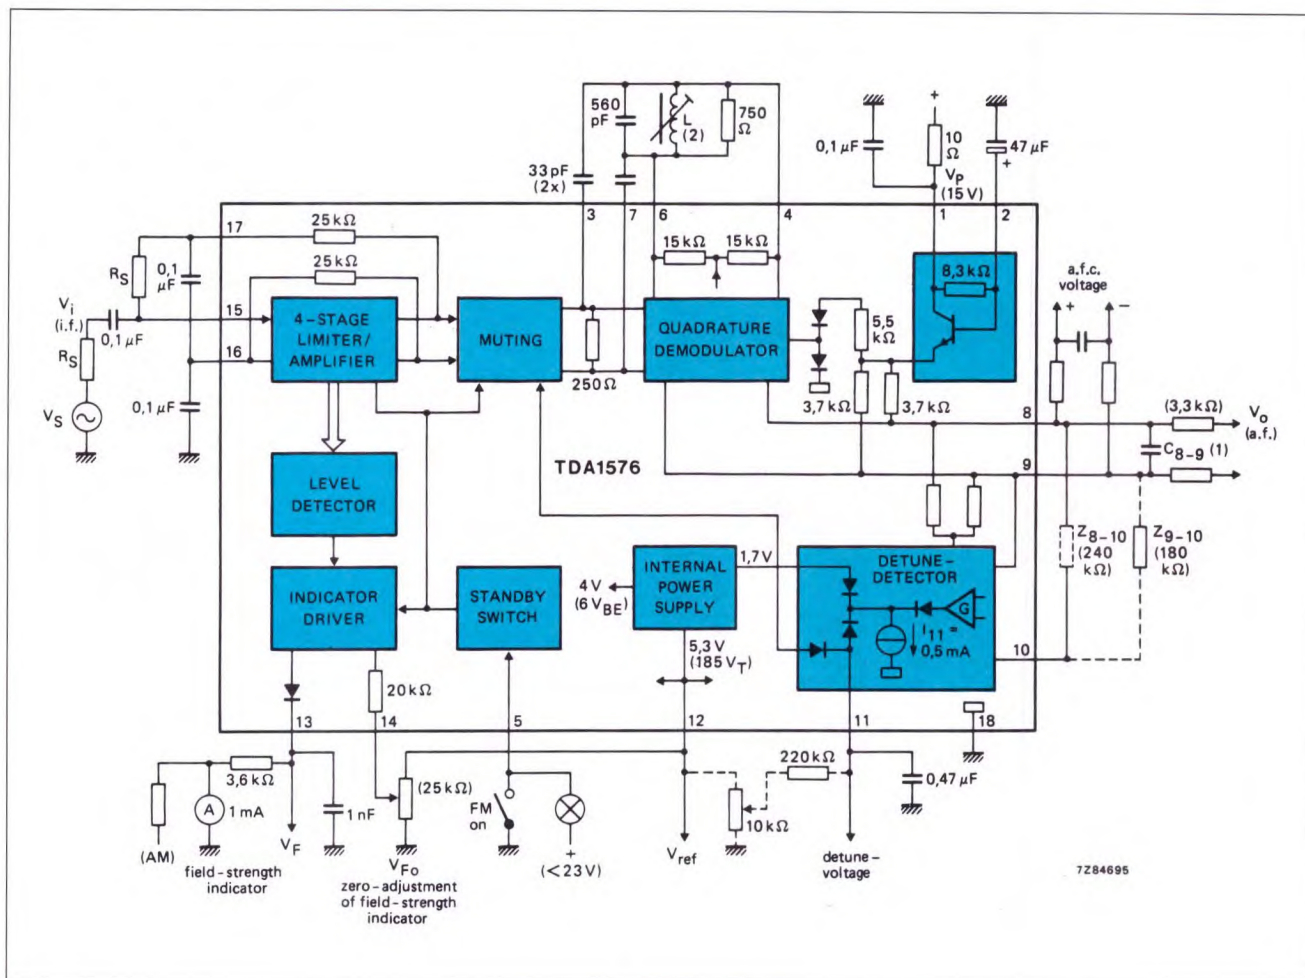 560
pF
L
(2)
750
Ω
0,1 µF
+
10
Ω
47 µF
+
33pF
(2x)
VP
(15 V)
3
7
6
4
1
2
17
25 kΩ
15 kΩ
15 kΩ
RS
0,1
µF
25 kΩ
8,3 kΩ
a.f.c.
voltage
+
−
Vi
(i.f.)
15
0,1 µF
16
4-STAGE
LIMITER/
AMPLIFIER
MUTING
QUADRATURE
DEMODULATOR
5,5
kΩ
RS
250Ω
3,7 kΩ
3,7 kΩ
8
(3,3 kΩ)
Vo
(a.f.)
VS
0,1 µF
C8-9 (1)
TDA1576
9
LEVEL
DETECTOR
Z8-10
(240
kΩ)
Z9-10
(180
kΩ)
INDICATOR
DRIVER
STANDBY
SWITCH
4 V
(6 VBE)
INTERNAL
POWER
SUPPLY
1,7V
DETUNE-
DETECTOR
G
I11 =
0,5 mA
10
5,3 V
(185 VT)
20 kΩ
13
14
5
12
11
18
3,6 kΩ
A
1 mA
1 nF
(25 kΩ)
FM
on
220 kΩ
0,47 µF
10 kΩ
(AM)
VF
field-strength
indicator
VFo
zero-adjustment
of field-strength
indicator
+
(<23V)
Vref
detune-
voltage
7Z84695